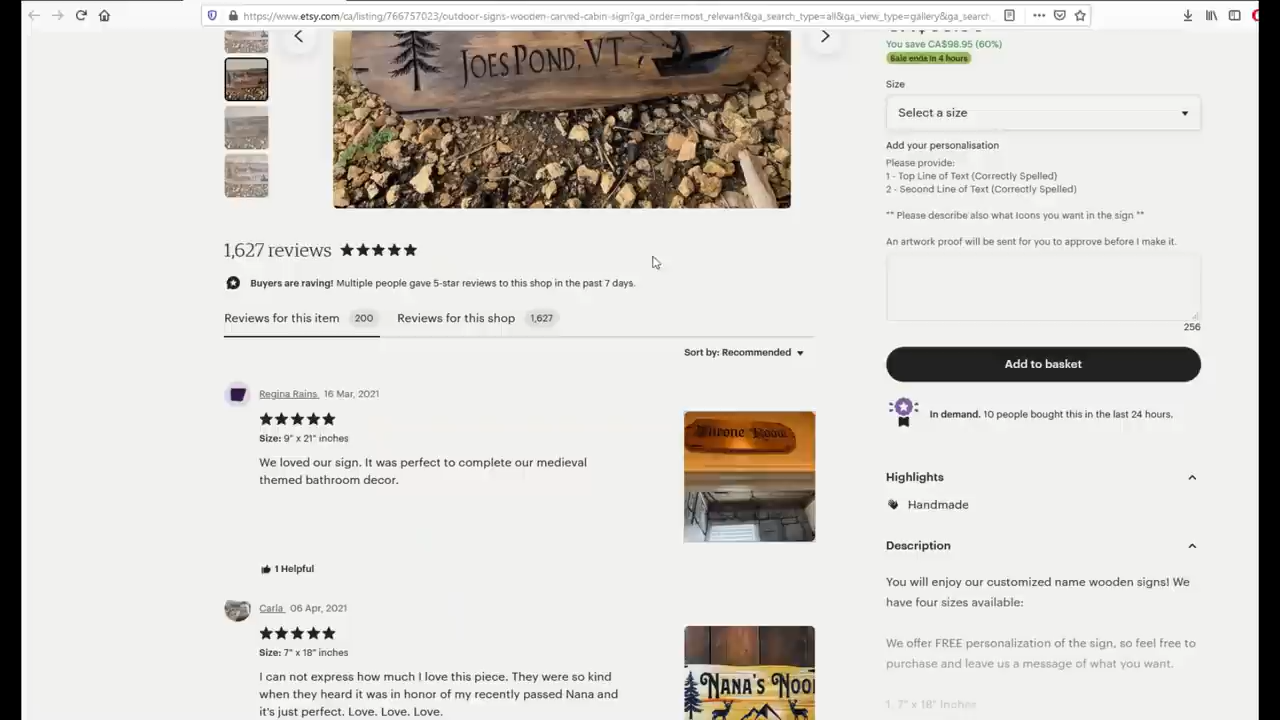 https://www.etsy.com/ca/listing/766757023/outdoor-signs-wooden-carved-cabin-sign?ga_order=most_relevant&ga_search_type=all&ga_view_type=gallery&ga_search
JOES POND, VT
You save CA$98.95 (60%)
Sale ends in 4 hours
Size
Select a size
Add your personalisation
Please provide:
1 - Top Line of Text (Correctly Spelled)
2 - Second Line of Text (Correctly Spelled)
** Please describe also what Icons you want in the sign **
An artwork proof will be sent for you to approve before I make it.
256
Add to basket
In demand. 10 people bought this in the last 24 hours.
Highlights
Handmade
Description
You will enjoy our customized name wooden signs! We
have four sizes available:
We offer FREE personalization of the sign, so feel free to
purchase and leave us a message of what you want.
1. 7" x 18" Inches
1,627 reviews
Buyers are raving! Multiple people gave 5-star reviews to this shop in the past 7 days.
Reviews for this item 200 Reviews for this shop 1,627
Sort by: Recommended
Regina Rains 16 Mar, 2021
Size: 9" x 21" inches
We loved our sign. It was perfect to complete our medieval
themed bathroom decor.
Throne Room
1 Helpful
Carla 06 Apr, 2021
Size: 7" x 18" inches
I can not express how much I love this piece. They were so kind
when they heard it was in honor of my recently passed Nana and
it's just perfect. Love. Love. Love.
NANA'S NOO